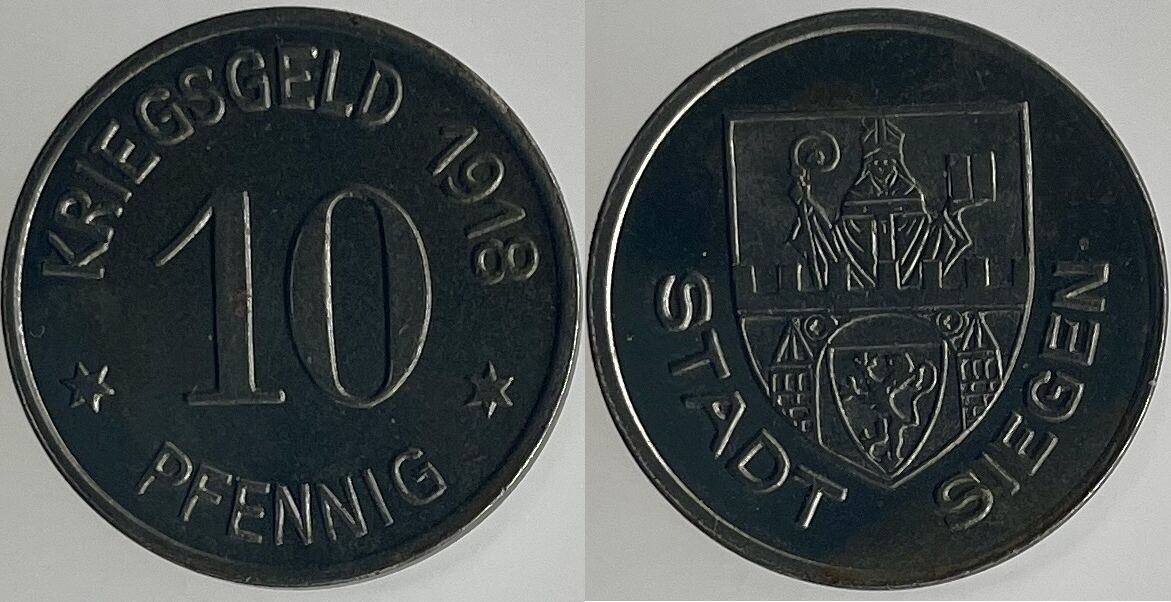 KRIEGSGELD 1918
10
PFENNIG
STADT SIEGEN